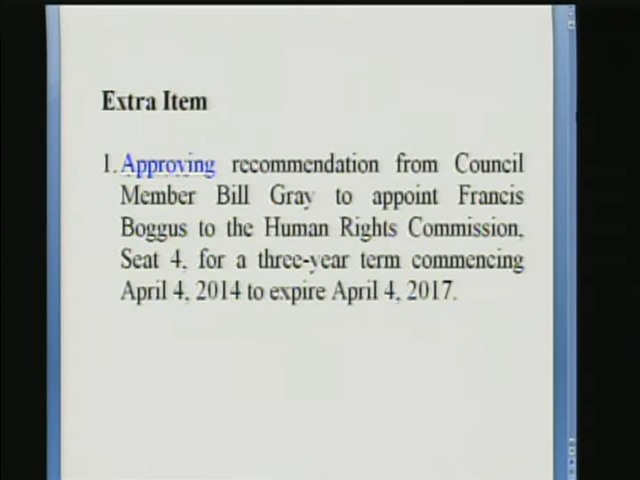 Extra Item
1. Approving recommendation from Council
Member Bill Gray to appoint Francis
Boggus to the Human Rights Commission,
Seat 4, for a three-year term commencing
April 4, 2014 to expire April 4, 2017.